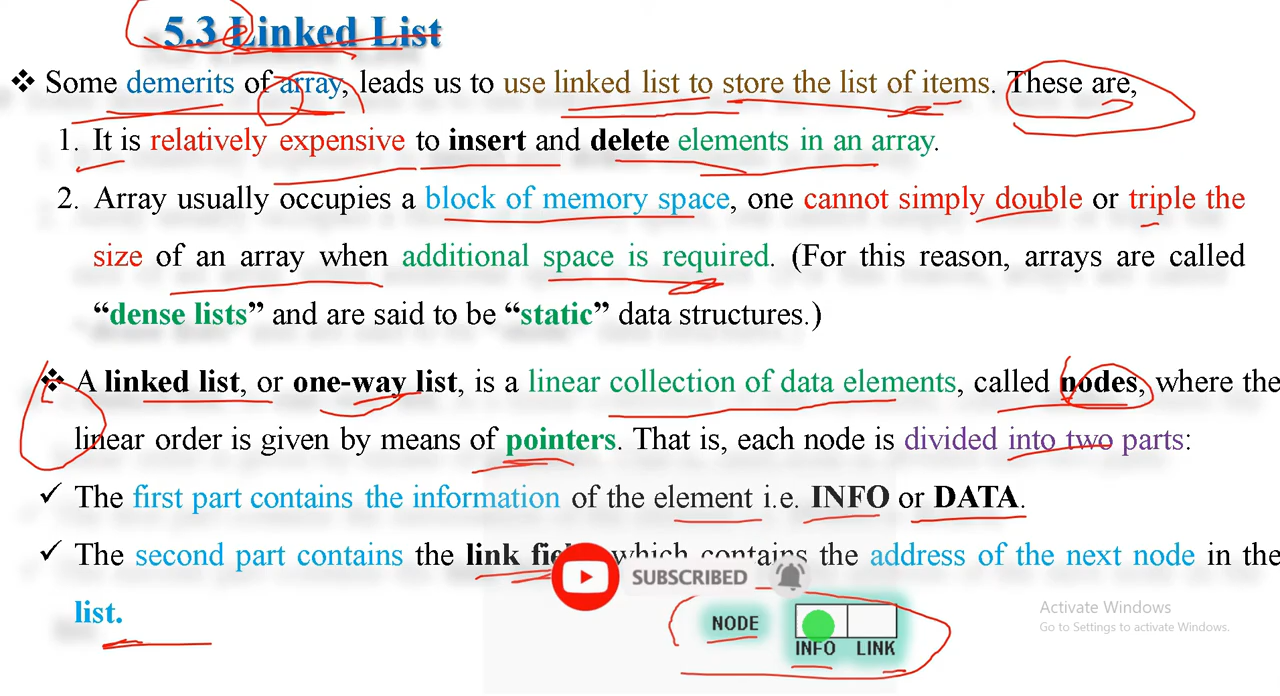 5.3 Linked List
❖ Some demerits of array, leads us to use linked list to store the list of items. These are,
1. It is relatively expensive to insert and delete elements in an array.
2. Array usually occupies a block of memory space, one cannot simply double or triple the
size of an array when additional space is required. (For this reason, arrays are called
“dense lists” and are said to be “static” data structures.)
❖ A linked list, or one-way list, is a linear collection of data elements, called nodes, where the
linear order is given by means of pointers. That is, each node is divided into two parts:
✓ The first part contains the information of the element i.e. INFO or DATA.
✓ The second part contains the link which contains the address of the next node in the
list.
SUBSCRIBED
NODE
INFO LINK
Activate Windows
Go to Settings to activate Windows.